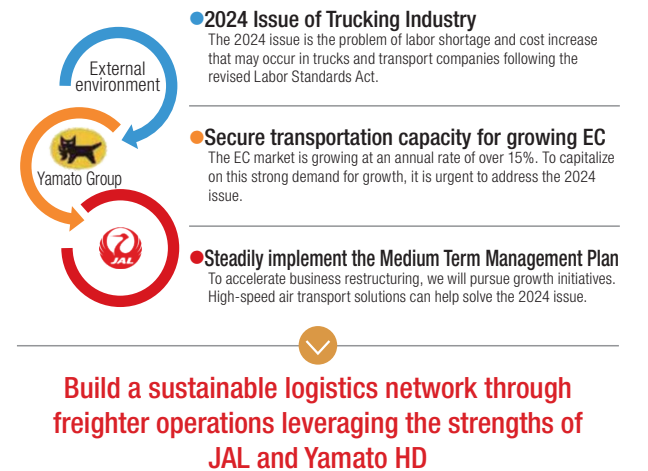 External
environment
Yamato Group
JAL
2024 Issue of Trucking Industry
The 2024 issue is the problem of labor shortage and cost increase
that may occur in trucks and transport companies following the
revised Labor Standards Act.
Secure transportation capacity for growing EC
The EC market is growing at an annual rate of over 15%. To capitalize
on this strong demand for growth, it is urgent to address the 2024
issue.
Steadily implement the Medium Term Management Plan
To accelerate business restructuring, we will pursue growth initiatives.
High-speed air transport solutions can help solve the 2024 issue.
Build a sustainable logistics network through
freighter operations leveraging the strengths of
JAL and Yamato HD